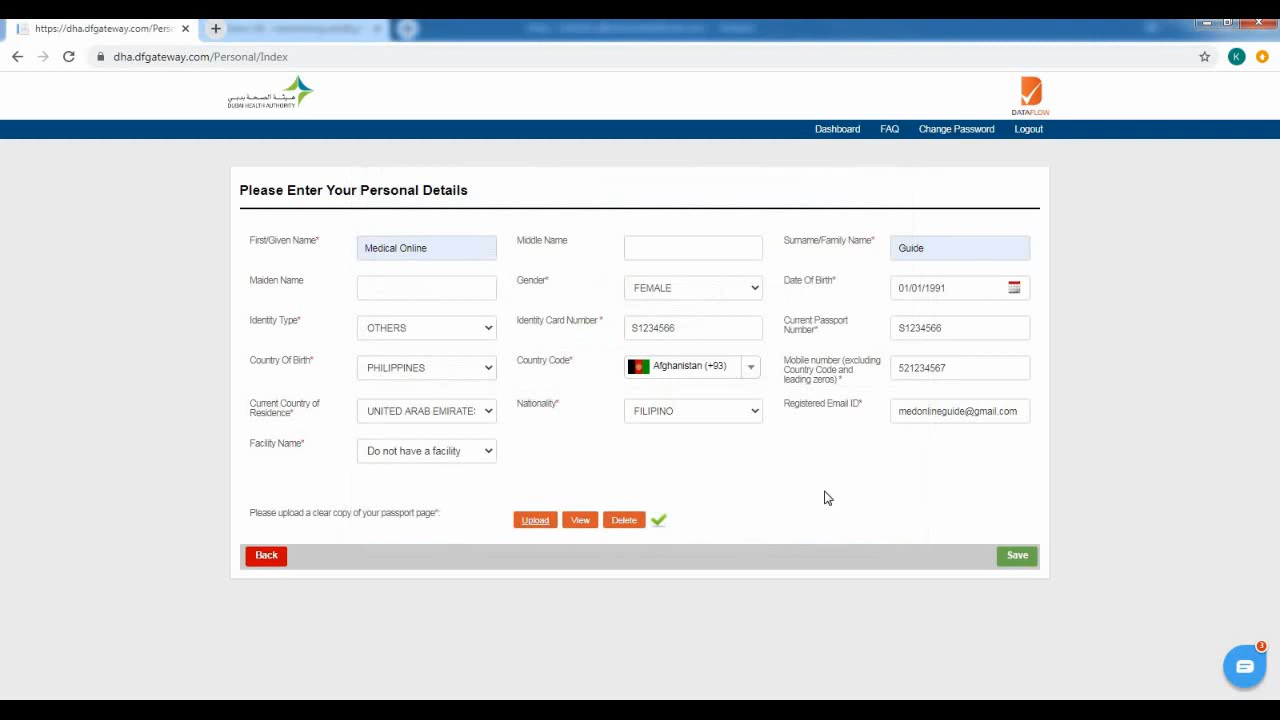 https://dha.dfgateway.com/Pers
dha.dfgateway.com/Personal/Index
K
هيئة الصحة بدبي
DUBAI HEALTH AUTHORITY
DATAFLOW
Dashboard FAQ Change Password Logout
Please Enter Your Personal Details
First/Given Name* Medical Online Middle Name Surname/Family Name* Guide
Maiden Name Gender* FEMALE Date Of Birth* 01/01/1991
Identity Type* OTHERS Identity Card Number * S1234566 Current Passport
Number* S1234566
Country Of Birth* PHILIPPINES Country Code* Afghanistan (+93) Mobile number (excluding
Country Code and
leading zeros) * 521234567
Current Country of
Residence* UNITED ARAB EMIRATES Nationality* FILIPINO Registered Email ID* medonlineguide@gmail.com
Facility Name* Do not have a facility
Please upload a clear copy of your passport page*: Upload View Delete
Back Save
3